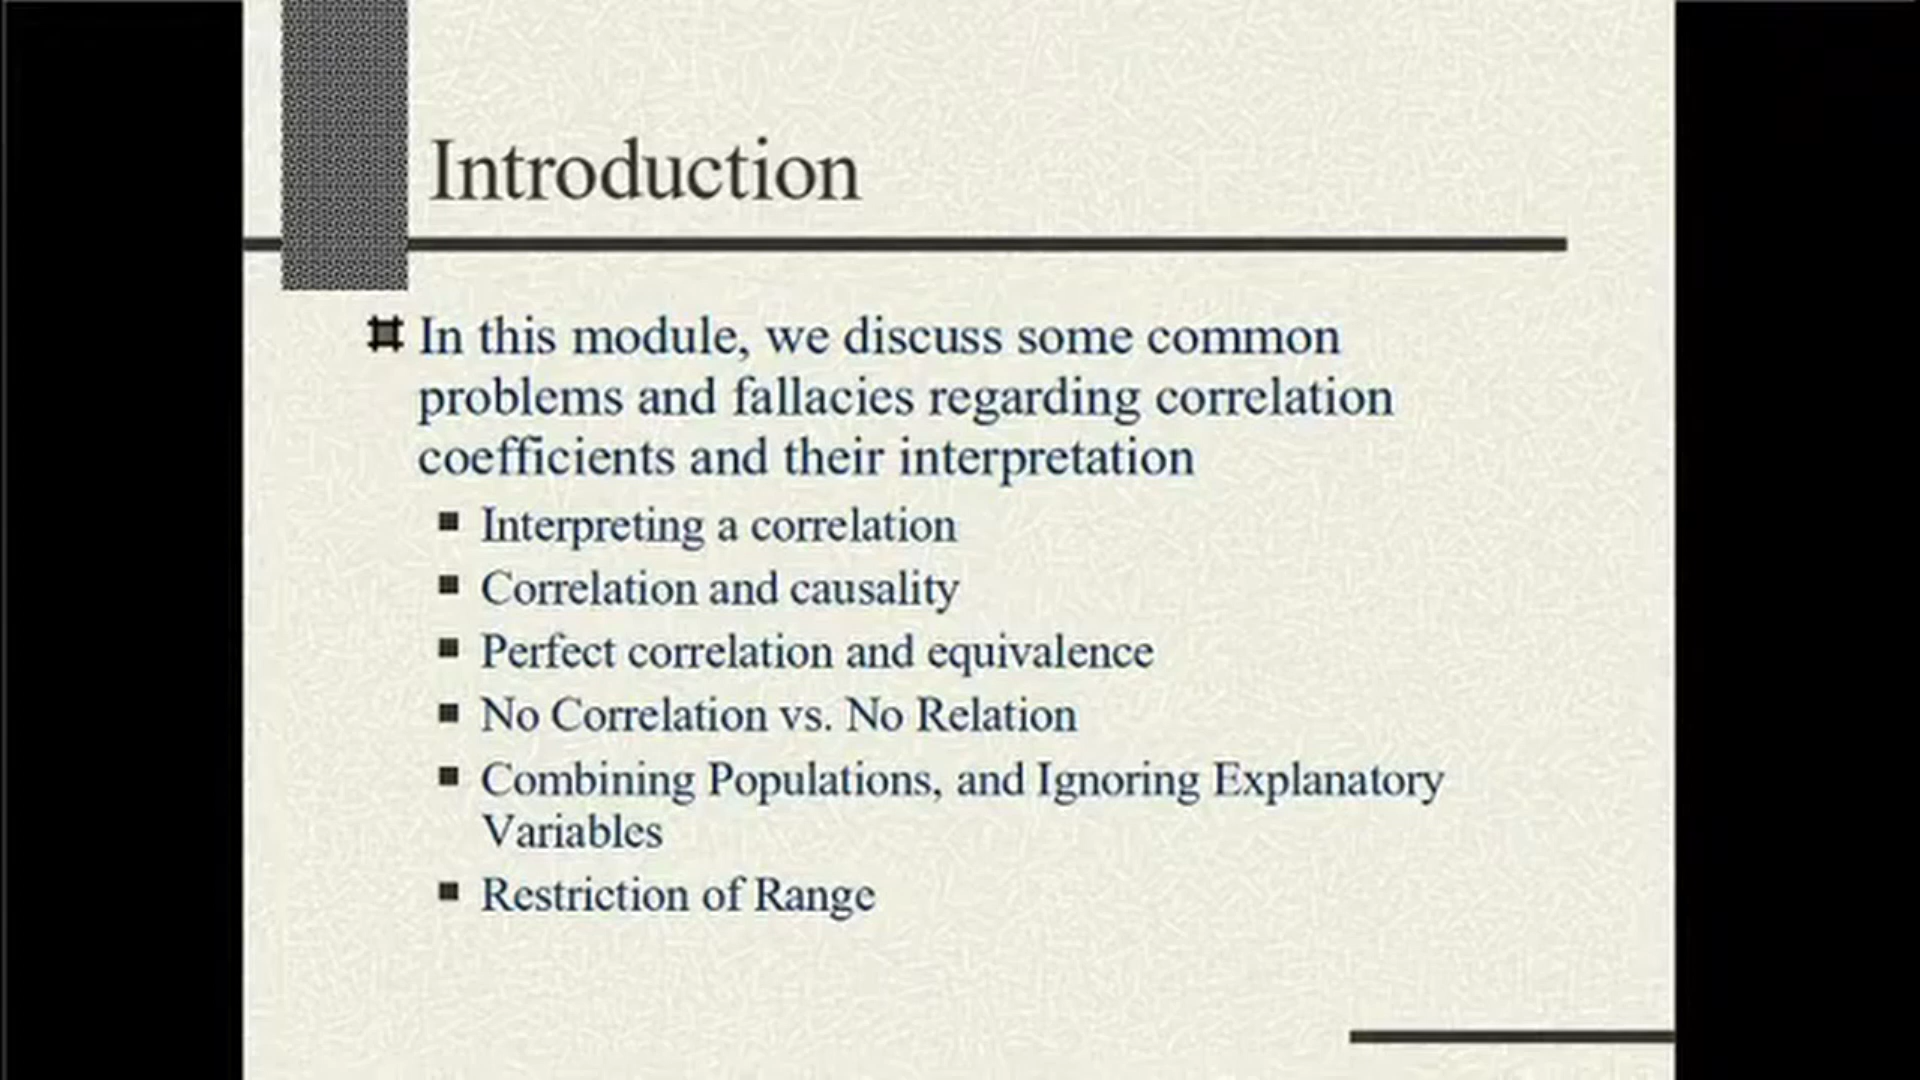 Introduction
In this module, we discuss some common
problems and fallacies regarding correlation
coefficients and their interpretation
Interpreting a correlation
Correlation and causality
Perfect correlation and equivalence
No Correlation vs. No Relation
Combining Populations, and Ignoring Explanatory
Variables
Restriction of Range